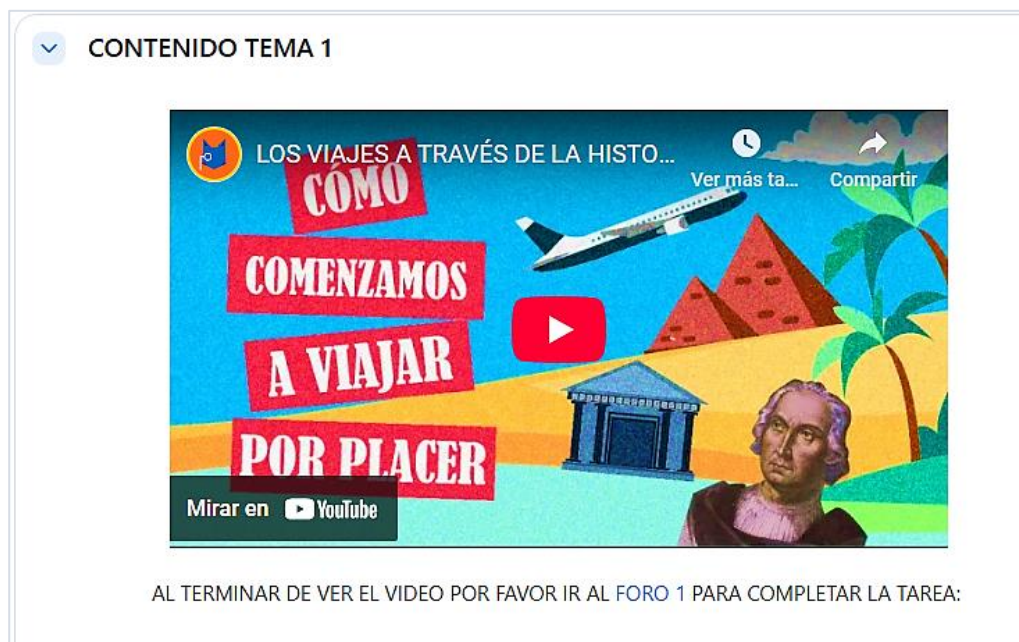 CONTENIDO TEMA 1
LOS VIAJES A TRAVÉS DE LA HISTO...
Ver más ta...
Compartir
CÓMO
COMENZAMOS
A VIAJAR
POR PLACER
Mirar en YouTube
AL TERMINAR DE VER EL VIDEO POR FAVOR IR AL FORO 1 PARA COMPLETAR LA TAREA: